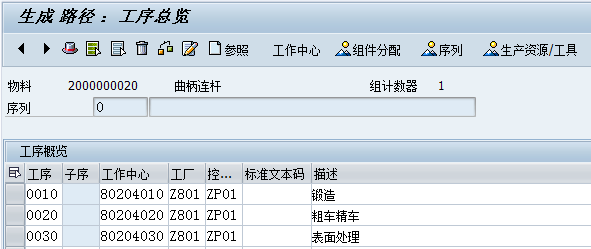 生成 路径 : 工序总览
参照 工作中心 组件分配 序列 生产资源/工具
物料 2000000020 曲柄连杆 组计数器 1
序列 0
工序概览
工序 子序 工作中心 工厂 控... 标准文本码 描述
0010 80204010 Z801 ZP01 锻造
0020 80204020 Z801 ZP01 粗车精车
0030 80204030 Z801 ZP01 表面处理